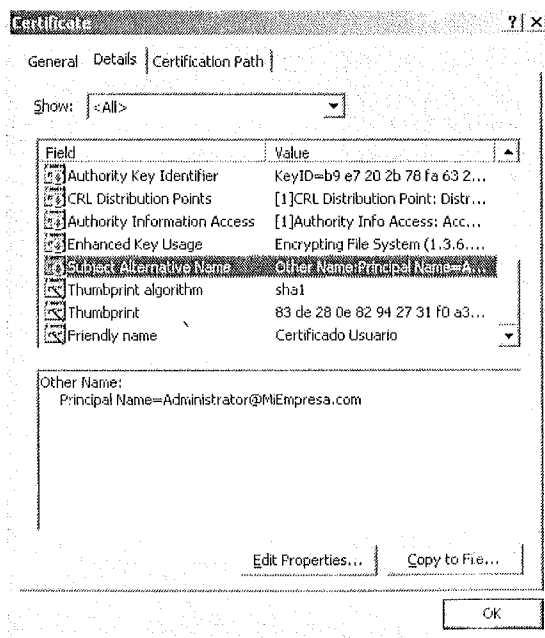 Certificate ? ×
General Details Certification Path
Show: <All>
Field Value
Authority Key Identifier KeyID=b9 e7 20 2b 78 fa 63 2...
CRL Distribution Points [1]CRL Distribution Point: Distr...
Authority Information Access [1]Authority Info Access: Acc...
Enhanced Key Usage Encrypting File System (1.3.6....
Subject Alternative Name Other Name:Principal Name=A...
Thumbprint algorithm sha1
Thumbprint 83 de 28 0e 82 94 27 31 f0 a3...
Friendly name Certificado Usuario
Other Name:
Principal Name=Administrator@MiEmpresa.com
Edit Properties... Copy to File...
OK